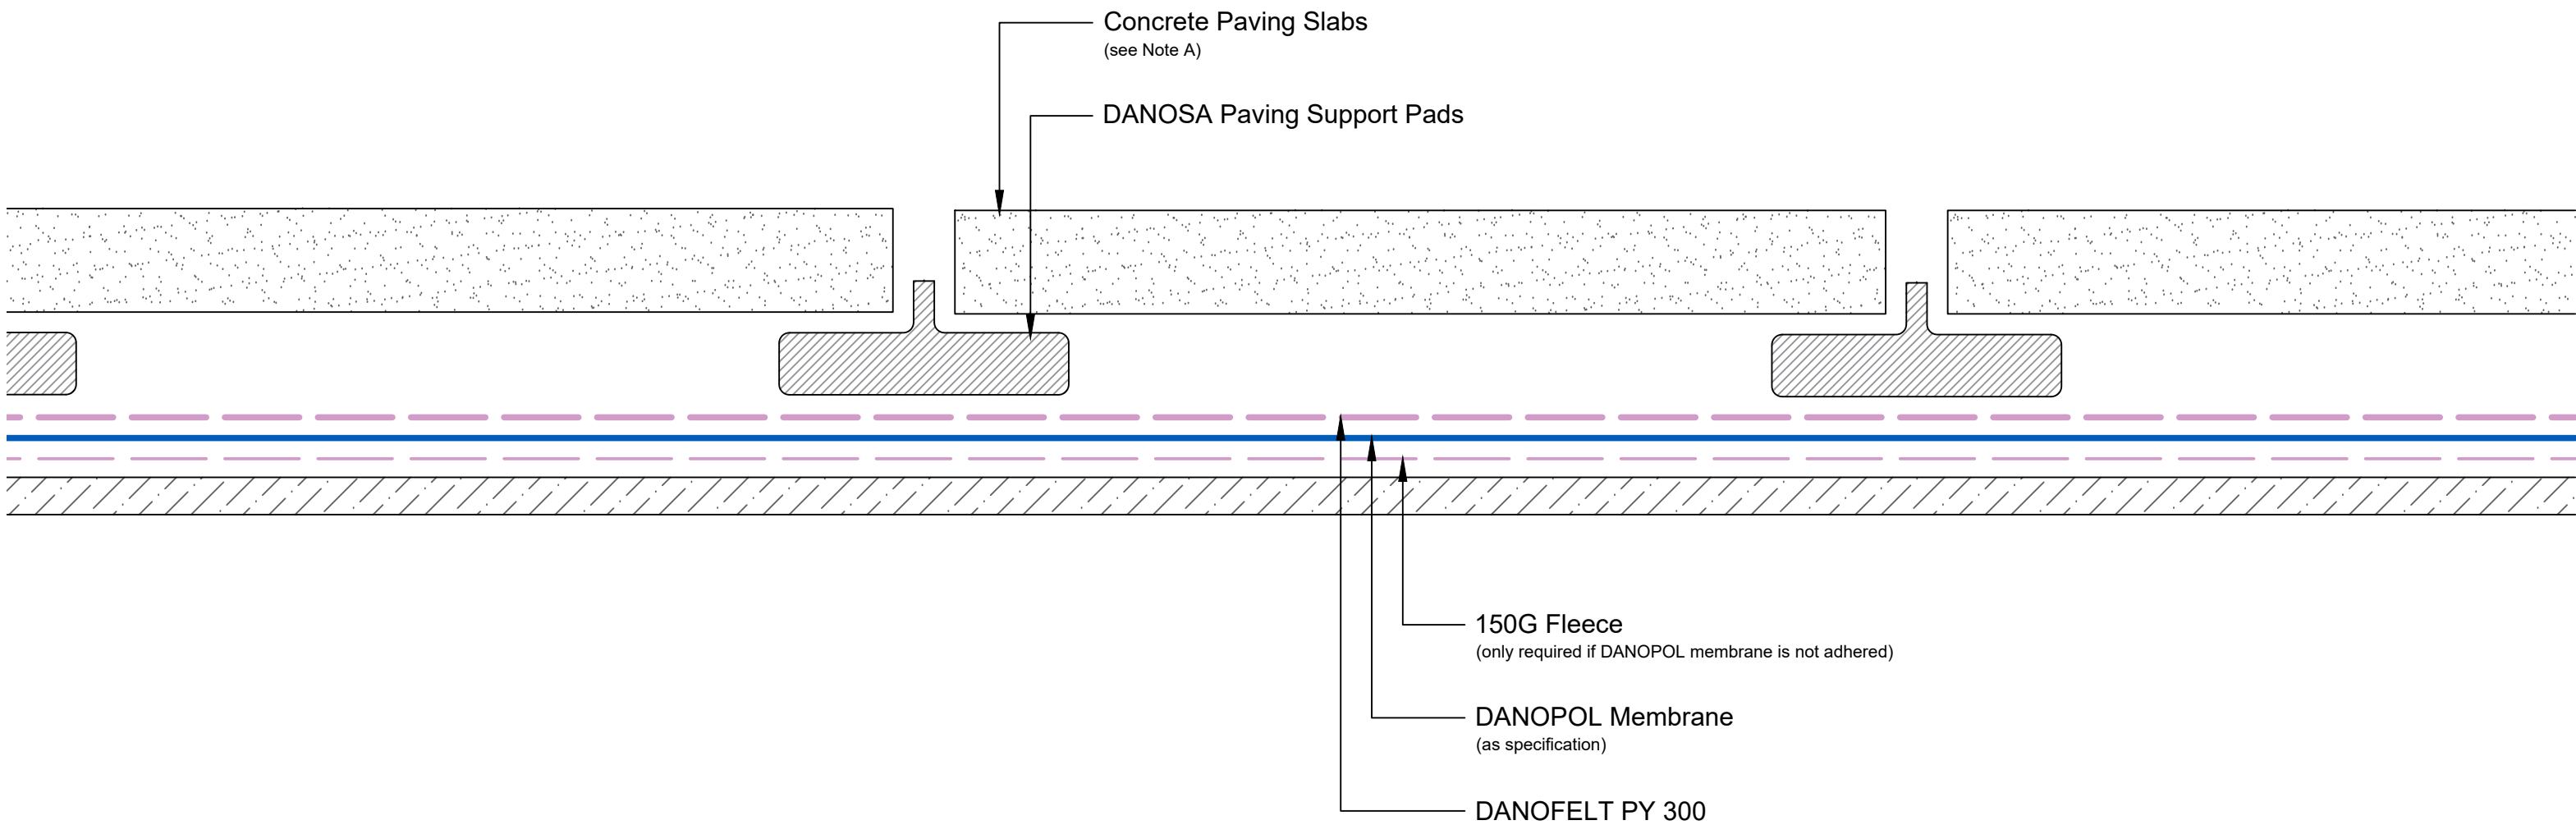 Concrete Paving Slabs
(see Note A)
DANOSA Paving Support Pads
150G Fleece
(only required if DANOPOL membrane is not adhered)
DANOPOL Membrane
(as specification)
DANOFELT PY 300